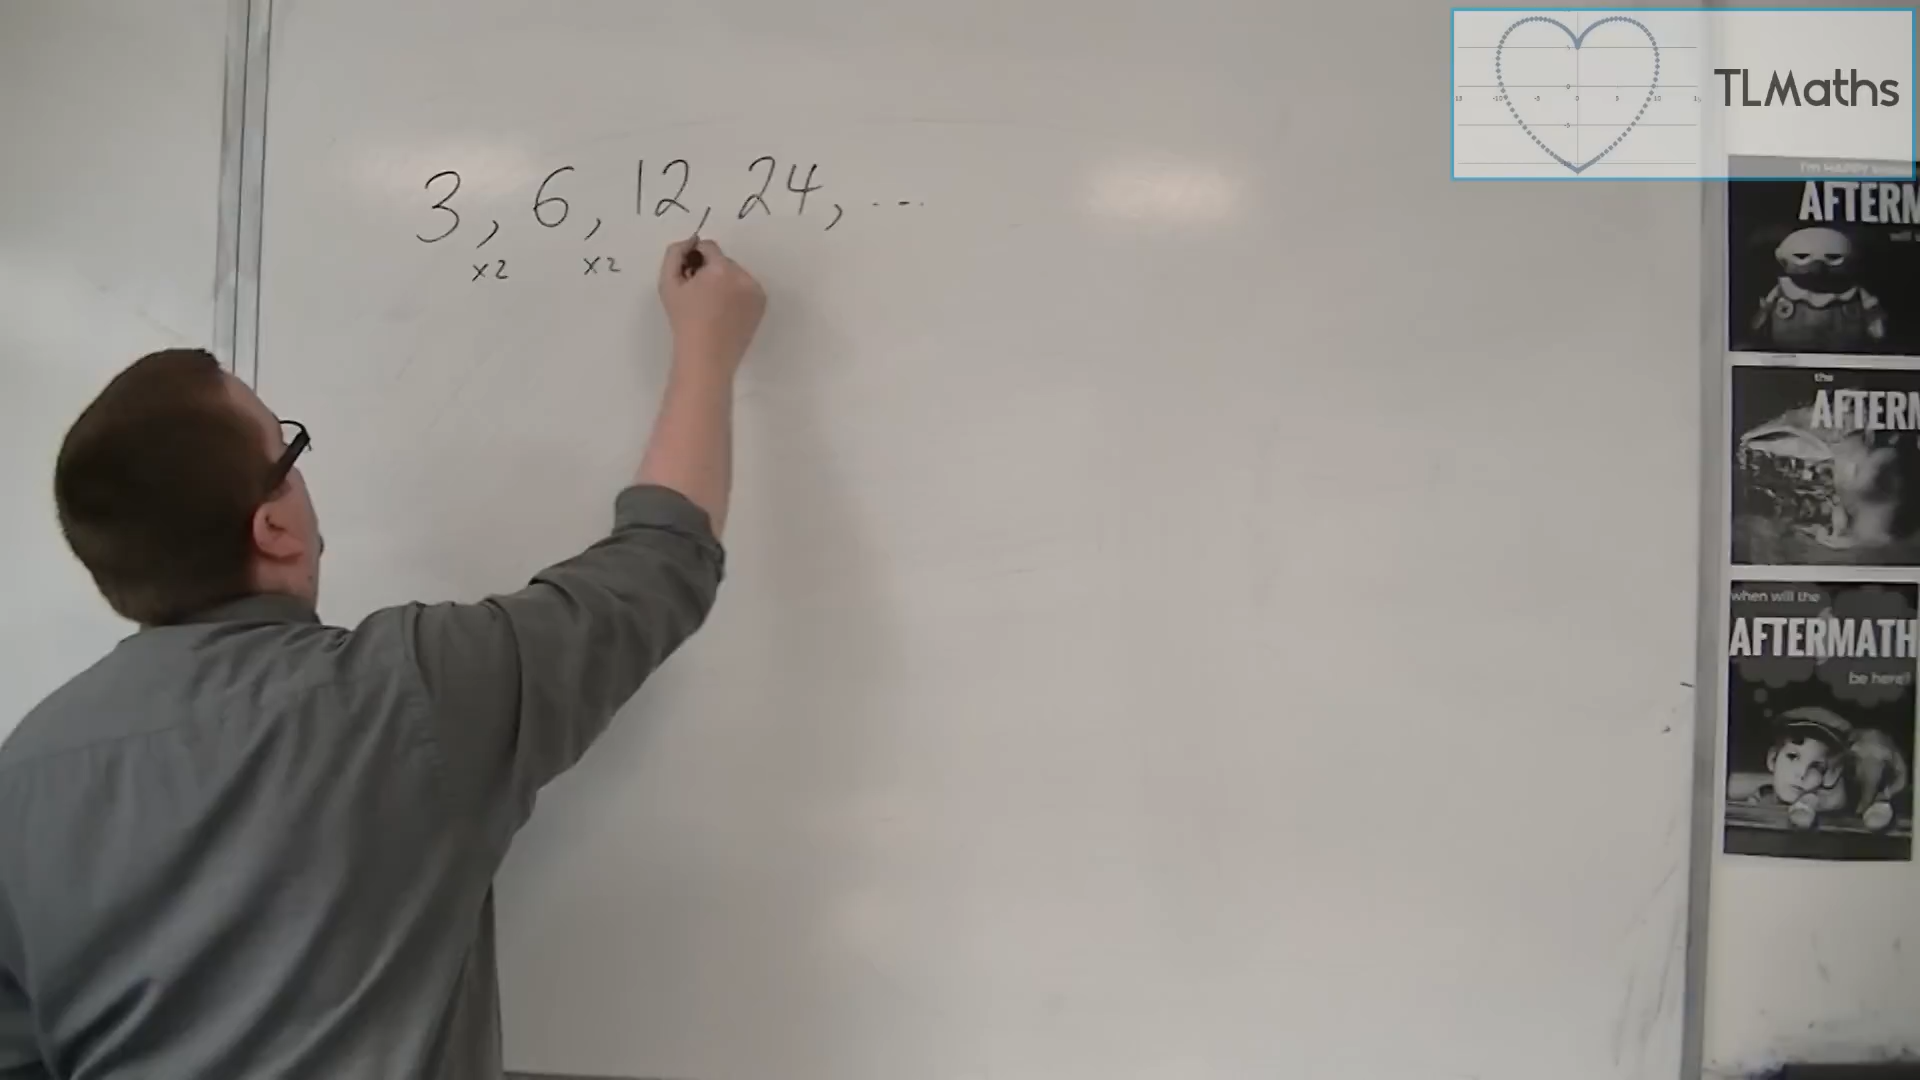 TLMaths
3, 6, 12, 24, ...
x2 x2
AFTERM
the
AFTERM
when will the
AFTERMATH
be here?